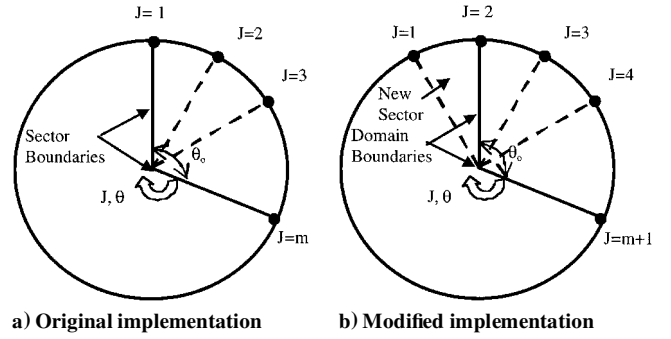 J= 1
J=2
J=3
Sector
Boundaries
θₒ
J, θ
J=m
a) Original implementation
J= 2
J=1
J=3
J=4
New
Sector
Domain
Boundaries
θₒ
J, θ
J=m+1
b) Modified implementation